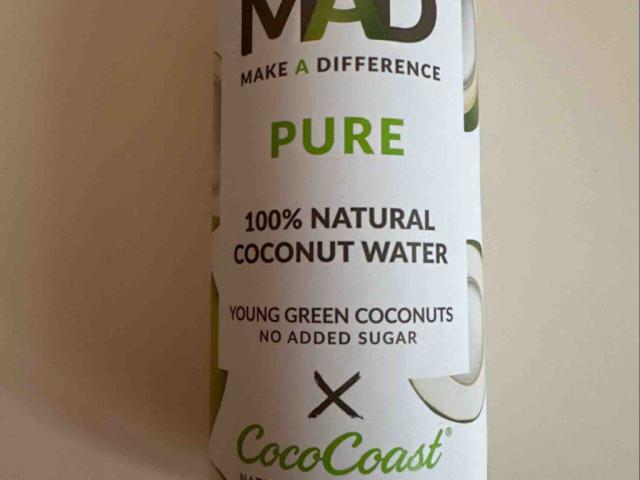 MAD
MAKE A DIFFERENCE
PURE
100% NATURAL
COCONUT WATER
YOUNG GREEN COCONUTS
NO ADDED SUGAR
X
CocoCoast®